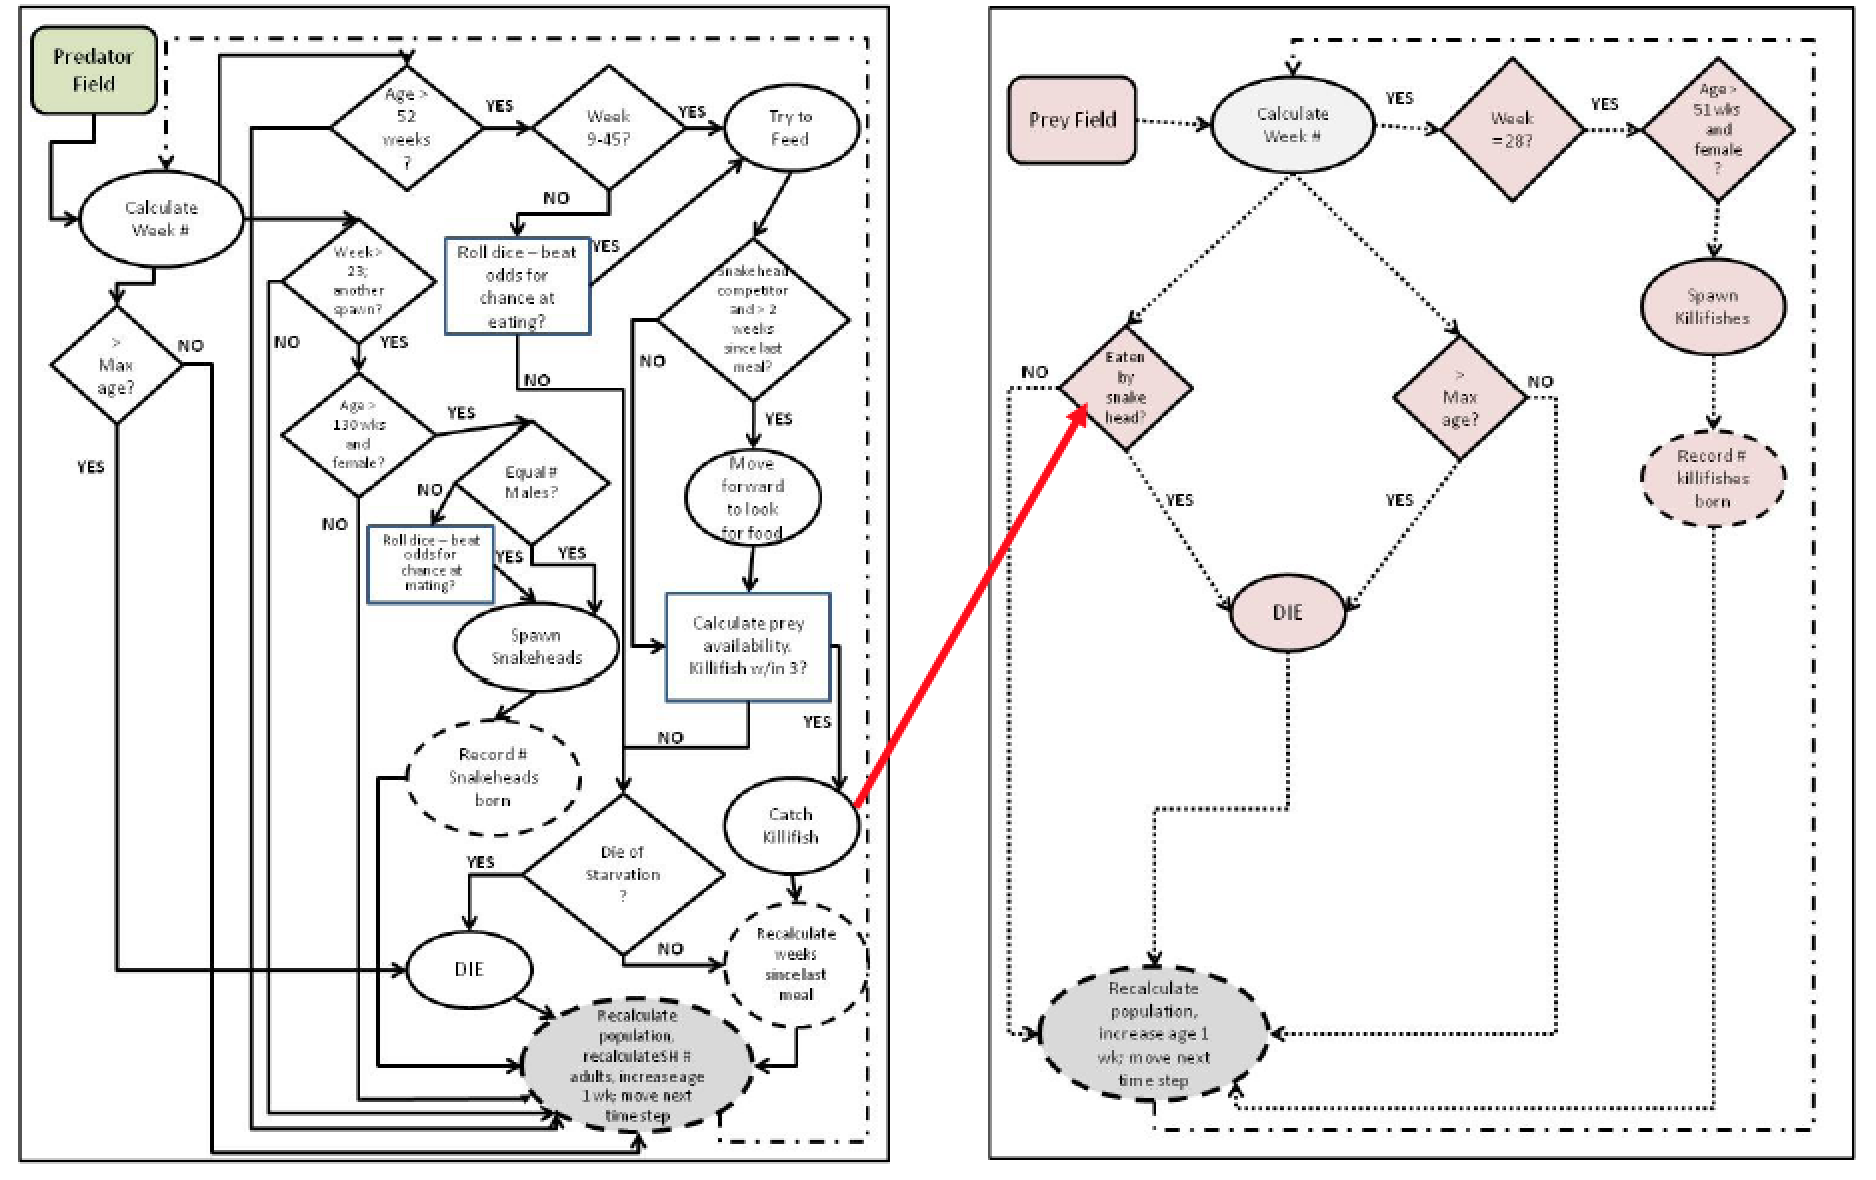 Predator
Field
Calculate
Week #
>
Max
age?
NO
YES
Age >
52
weeks
?
YES
Week
9-45?
YES
NO
Try to
Feed
Roll dice – beat
odds for
chance at
eating?
YES
NO
Week >
23;
another
spawn?
NO
YES
Age >
130 wks
and
female?
YES
NO
Equal #
Males?
NO
YES
Roll dice – beat
odds for
chance at
mating?
YES
Spawn
Snakeheads
Record #
Snakeheads
born
Snakehead
competitor
and > 2
weeks
since last
meal?
NO
YES
Move
forward
to look
for food
Calculate prey
availability.
Killifish w/in 3?
NO
YES
Catch
Killifish
Die of
Starvation
?
YES
NO
DIE
Recalculate
weeks
since last
meal
Recalculate
population,
recalculate SH #
adults, increase age
1 wk; move next
time step
Prey Field
Calculate
Week #
YES
Week
=28?
YES
Age >
51 wks
and
female
?
Spawn
Killifishes
Record #
killifishes
born
Eaten
by
snake
head?
NO
YES
>
Max
age?
NO
YES
DIE
Recalculate
population,
increase age 1
wk; move next
time step